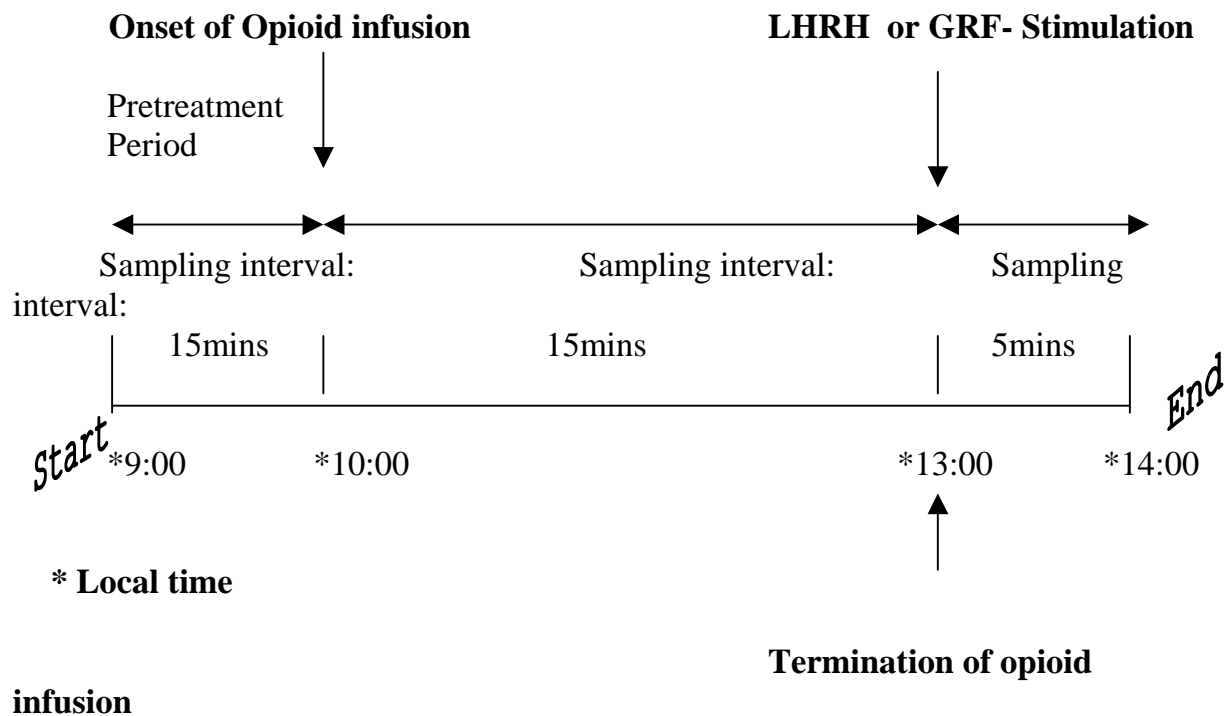 Onset of Opioid infusion LHRH or GRF- Stimulation
Pretreatment
Period
Sampling interval: Sampling interval: Sampling
interval:
15mins 15mins 5mins
Start End
*9:00 *10:00 *13:00 *14:00
* Local time
Termination of opioid
infusion